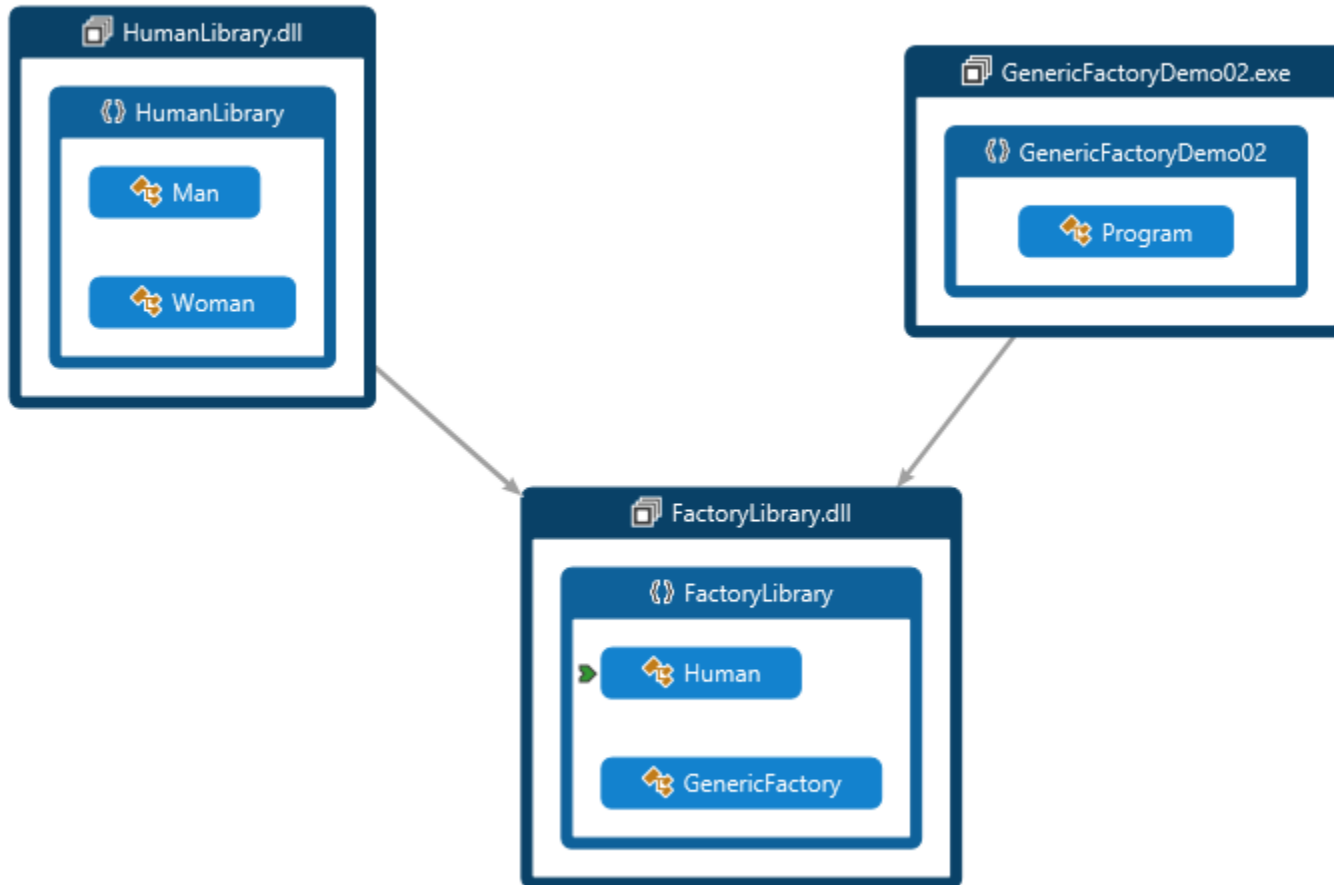 HumanLibrary.dll
HumanLibrary
Man
Woman
GenericFactoryDemo02.exe
GenericFactoryDemo02
Program
FactoryLibrary.dll
FactoryLibrary
Human
GenericFactory